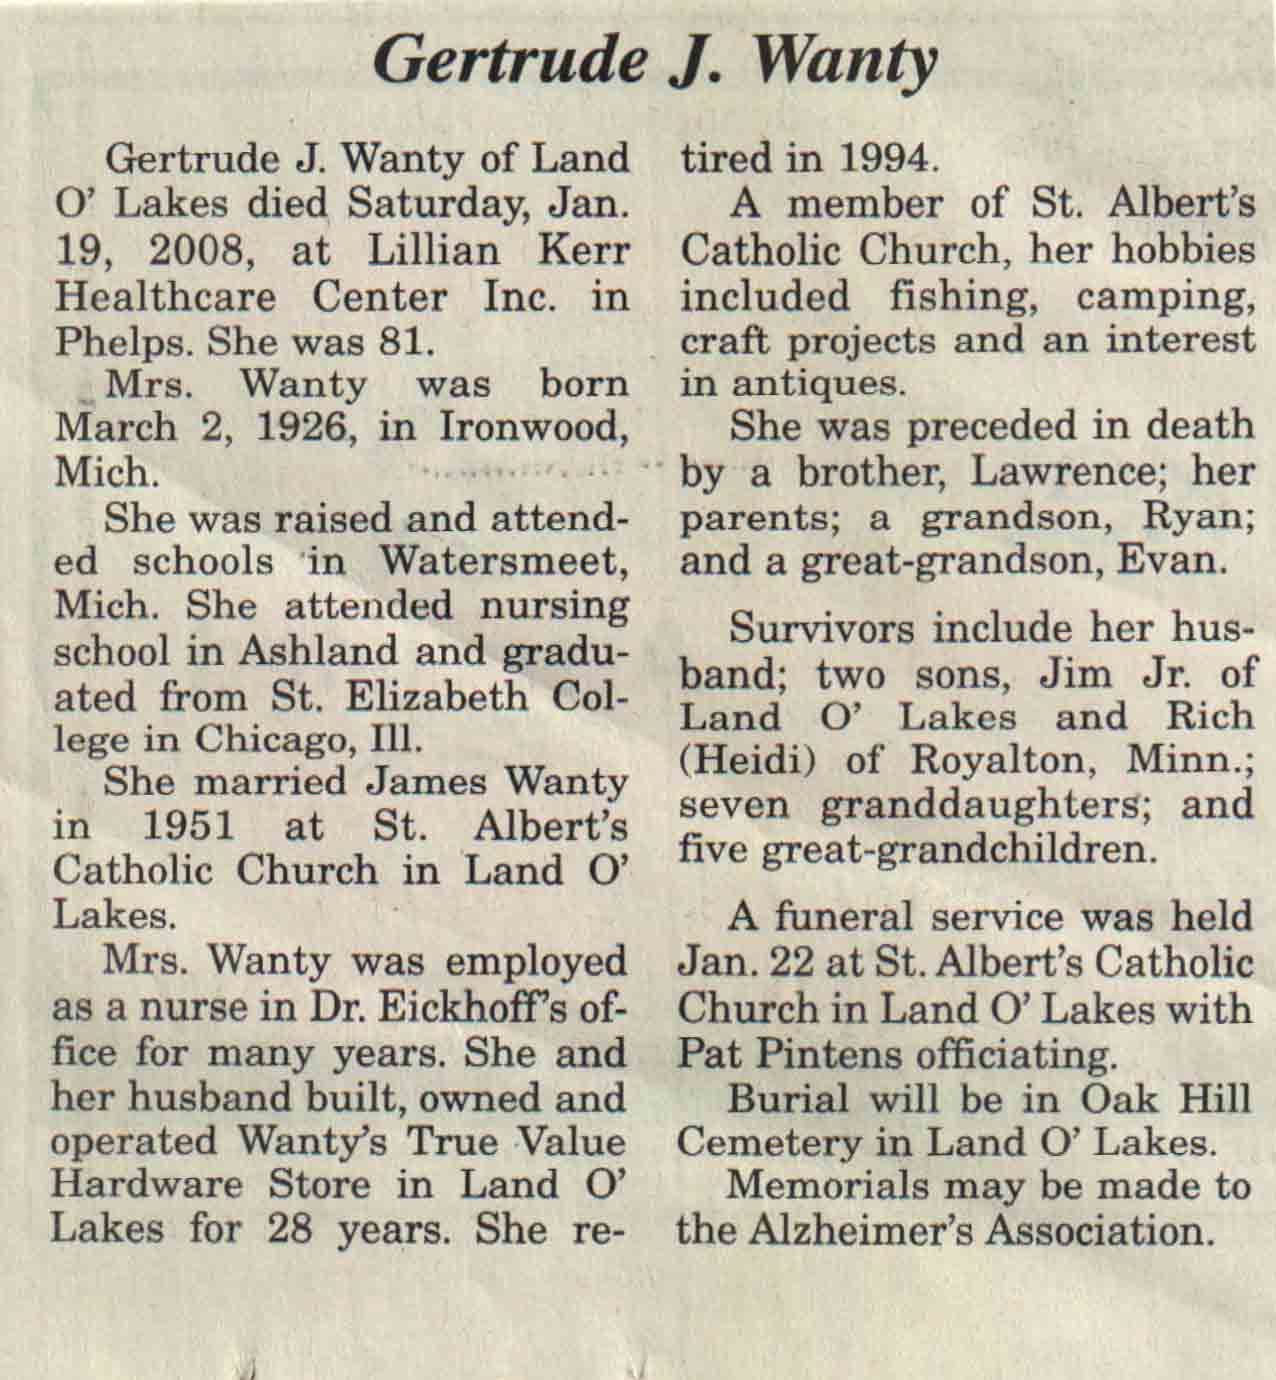 Gertrude J. Wanty
Gertrude J. Wanty of Land
O' Lakes died Saturday, Jan.
19, 2008, at Lillian Kerr
Healthcare Center Inc. in
Phelps. She was 81.
Mrs. Wanty was born
March 2, 1926, in Ironwood,
Mich.
She was raised and attend-
ed schools in Watersmeet,
Mich. She attended nursing
school in Ashland and gradu-
ated from St. Elizabeth Col-
lege in Chicago, Ill.
She married James Wanty
in 1951 at St. Albert's
Catholic Church in Land O'
Lakes.
Mrs. Wanty was employed
as a nurse in Dr. Eickhoff's of-
fice for many years. She and
her husband built, owned and
operated Wanty's True Value
Hardware Store in Land O'
Lakes for 28 years. She re-
tired in 1994.
A member of St. Albert's
Catholic Church, her hobbies
included fishing, camping,
craft projects and an interest
in antiques.
She was preceded in death
by a brother, Lawrence; her
parents; a grandson, Ryan;
and a great-grandson, Evan.
Survivors include her hus-
band; two sons, Jim Jr. of
Land O' Lakes and Rich
(Heidi) of Royalton, Minn.;
seven granddaughters; and
five great-grandchildren.
A funeral service was held
Jan. 22 at St. Albert's Catholic
Church in Land O' Lakes with
Pat Pintens officiating.
Burial will be in Oak Hill
Cemetery in Land O' Lakes.
Memorials may be made to
the Alzheimer's Association.